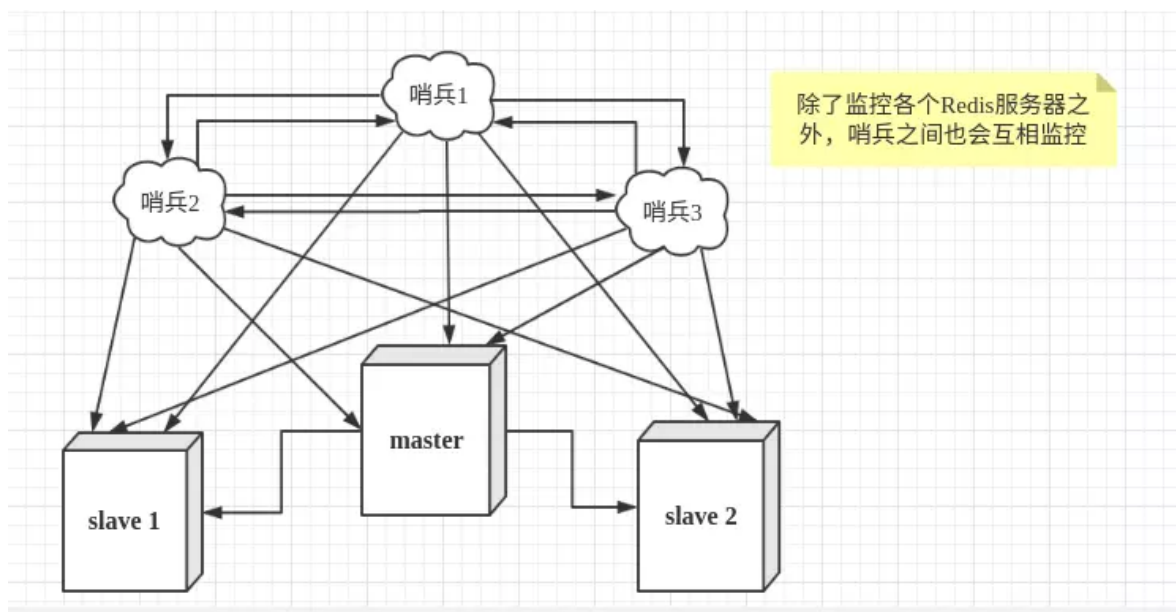 哨兵1
除了监控各个Redis服务器之
外，哨兵之间也会互相监控
哨兵2
哨兵3
master
slave 1
slave 2